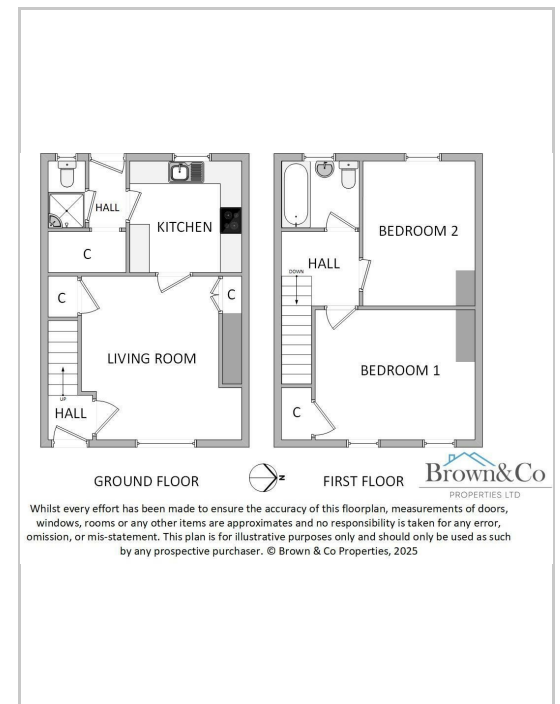 HALL
KITCHEN
C
C
C
LIVING ROOM
UP
HALL
BEDROOM 2
HALL
DOWN
BEDROOM 1
C
GROUND FLOOR
N
FIRST FLOOR
Brown&Co
PROPERTIES LTD
Whilst every effort has been made to ensure the accuracy of this floorplan, measurements of doors,
windows, rooms or any other items are approximates and no responsibility is taken for any error,
omission, or mis-statement. This plan is for illustrative purposes only and should only be used as such
by any prospective purchaser. © Brown & Co Properties, 2025